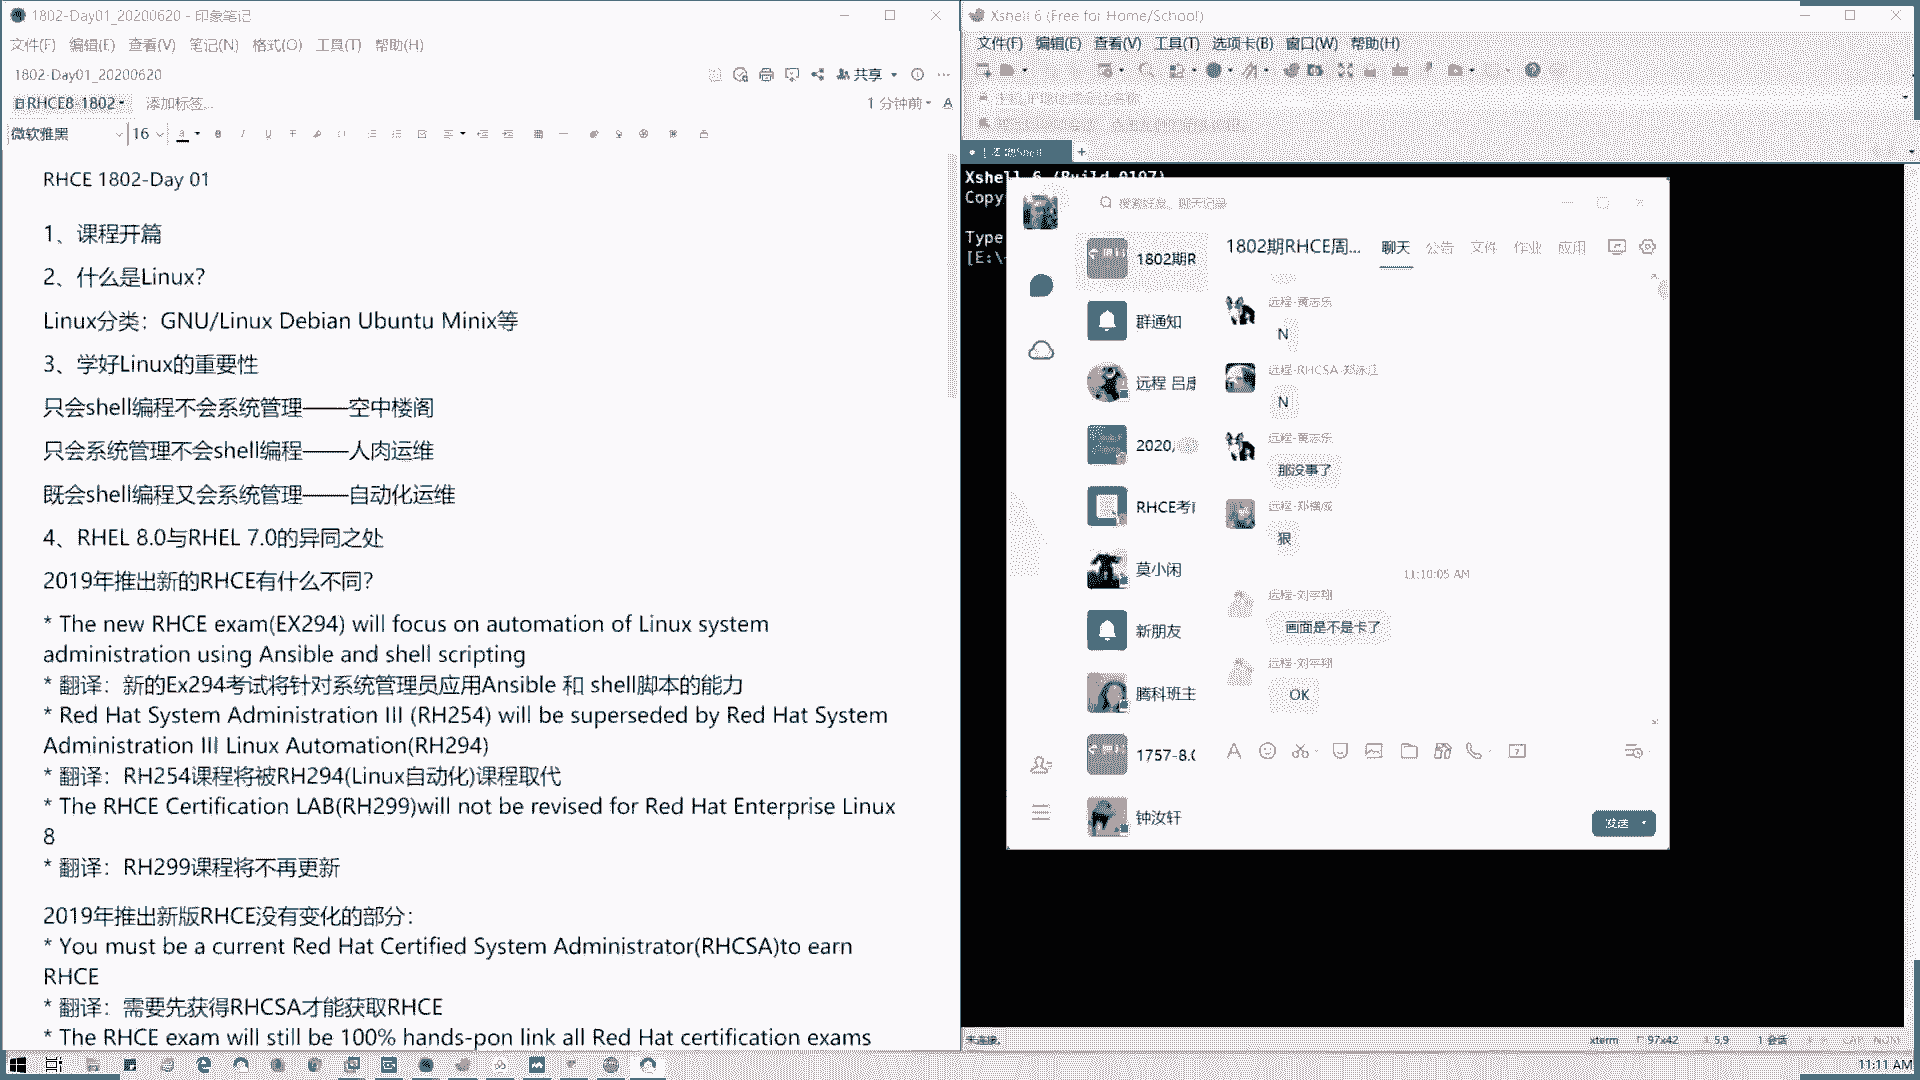 1802-Day01_20200620 - 印象笔记
文件(F) 编辑(E) 查看(V) 笔记(N) 格式(O) 工具(T) 帮助(H)
1802-Day01_20200620
共享
RHCE8-1802 添加标签...
1 分钟前
微软雅黑 16
RHCE 1802-Day 01
1、课程开篇
2、什么是Linux？
Linux分类：GNU/Linux Debian Ubuntu Minix等
3、学好Linux的重要性
只会shell编程不会系统管理——空中楼阁
只会系统管理不会shell编程——人肉运维
既会shell编程又会系统管理——自动化运维
4、RHEL 8.0与RHEL 7.0的异同之处
2019年推出新的RHCE有什么不同？
* The new RHCE exam(EX294) will focus on automation of Linux system
administration using Ansible and shell scripting
* 翻译：新的Ex294考试将针对系统管理员应用Ansible 和 shell脚本的能力
* Red Hat System Administration III (RH254) will be superseded by Red Hat System
Administration III Linux Automation(RH294)
* 翻译：RH254课程将被RH294(Linux自动化)课程取代
* The RHCE Certification LAB(RH299)will not be revised for Red Hat Enterprise Linux
8
* 翻译：RH299课程将不再更新
2019年推出新版RHCE没有变化的部分：
* You must be a current Red Hat Certified System Administrator(RHCSA)to earn
RHCE
* 翻译：需要先获得RHCSA才能获取RHCE
* The RHCE exam will still be 100% hands-pon link all Red Hat certification exams
Xshell 6 (Free for Home/School)
文件(F) 编辑(E) 查看(V) 工具(T) 选项卡(B) 窗口(W) 帮助(H)
Xshell 6 (Build 0197)
Copy
Type
[E:\
1802期R
群通知
远程 吕
2020
RHCE考
莫小闲
新朋友
腾科班主
1757-8.0
钟汝轩
1802期RHCE周... 聊天 公告 文件 作业 应用
远程-黄志乐
N
N
远程-黄志乐
那没事了
狠
11:10:05 AM
画面是不是卡了
OK
发送
未连接。
xterm 97x42 5,9 1 会话 CAP NUM
11:11 AM